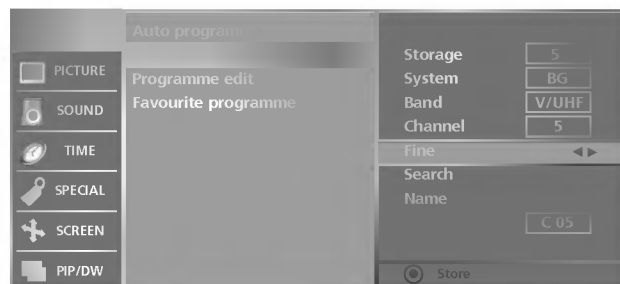 PICTURE
SOUND
TIME
SPECIAL
SCREEN
PIP/DW
Auto programme
Programme edit
Favourite programme
Storage 5
System BG
Band V/UHF
Channel 5
Fine ◀ ▶
Search
Name
C 05
Store